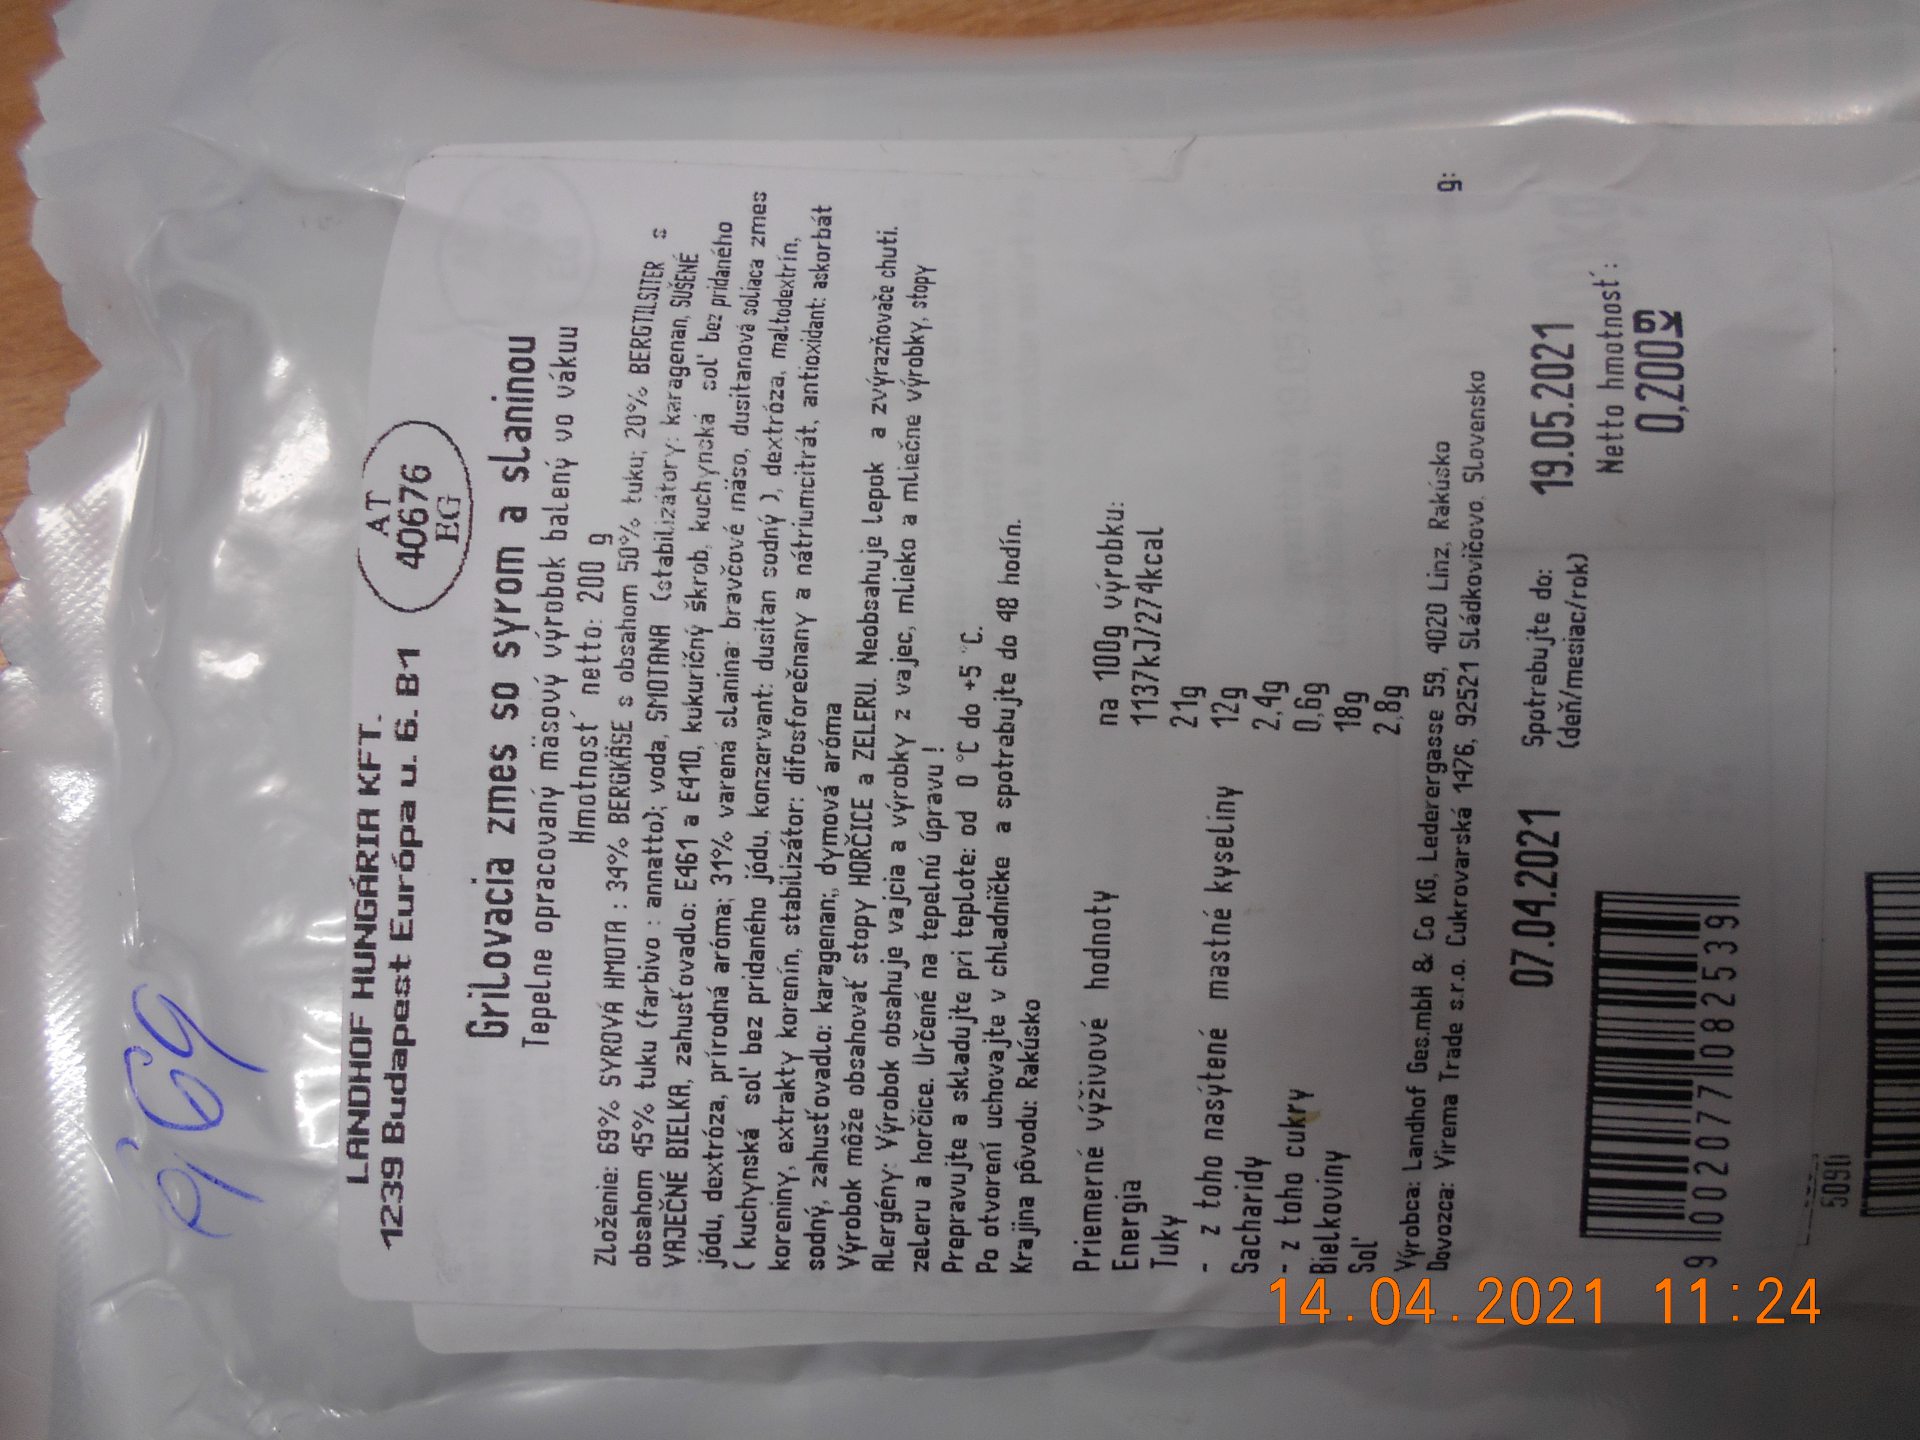 LANDHOF HUNGÁRIA KFT.
1239 Budapest Európa u. 6. B1
AT
40676
EG
Grilovacia zmes so syrom a slaninou
Tepelne opracovaný mäsový výrobok balený vo vákuu
Hmotnosť netto: 200 g
Zloženie: 69% SYROVÁ HMOTA : 34% BERGKÄSE s obsahom 50% tuku; 20% BERGTILSITER s
obsahom 45% tuku (farbivo : annatto); voda, SMOTANA (stabilizátory: karagenan, SUŠENÉ
VAJEČNÉ BIELKA, zahusťovadlo: E461 a E410, kukuričný škrob, kuchynská soľ bez pridaného
jódu, dextróza, prírodná aróma; 31% varená slanina: bravčové mäso, dusitanová soliaca zmes
( kuchynská soľ bez pridaného jódu, konzervant: dusitan sodný ), dextróza, maltodextrín,
koreniny, extrakty korenín, stabilizátor: difosforečnany a nátriumcitrát, antioxidant: askorbát
sodný, zahusťovadlo: karagenan;, dymová aróma
Výrobok môže obsahovať stopy HORČICE a ZELERU. Neobsahuje lepok a zvýrazňovače chuti.
Alergény: Výrobok obsahuje vajcia a výrobky z vajec, mlieko a mliečne výrobky, stopy
zeleru a horčice. Určené na tepelnú úpravu !
Prepravujte a skladujte pri teplote: od 0 °C do +5 °C.
Po otvorení uchovajte v chladničke a spotrebujte do 48 hodín.
Krajina pôvodu: Rakúsko
Priemerné výživové hodnoty na 100g výrobku:
Energia 1137kJ/274kcal
Tuky 21g
- z toho nasýtené mastné kyseliny 12g
Sacharidy 2,4g
- z toho cukry 0,6g
Bielkoviny 18g
Soľ 2,8g
Výrobca: Landhof Ges.mbH & Co KG, Lederergasse 59, 4020 Linz, Rakúsko
g:
Dovozca: Virema Trade s.r.o. Cukrovarská 1476, 92521 Sládkovičovo, Slovensko
07.04.2021 Spotrebujte do: 19.05.2021
(deň/mesiac/rok)
Netto hmotnosť:
0,200
9002077082539
5090
14.04.2021 11:24